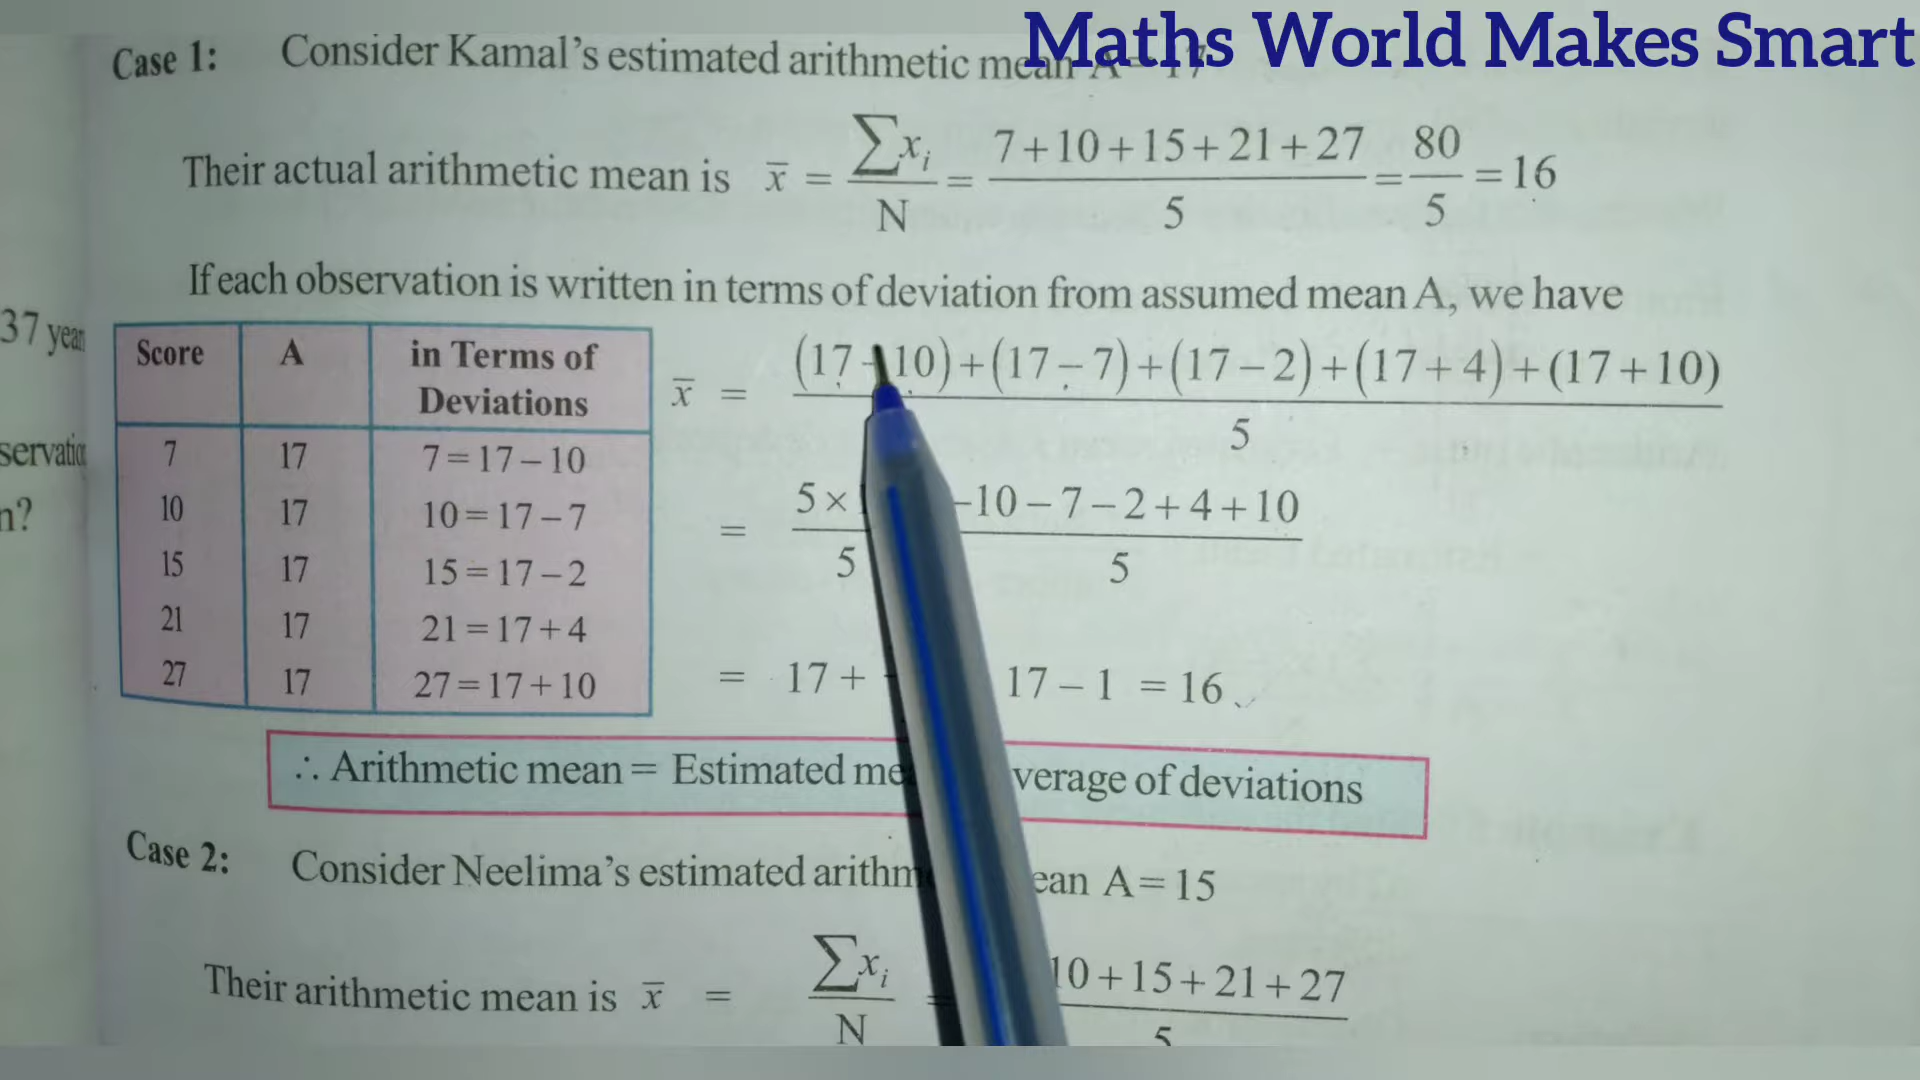 Maths World Makes Smart
Case 1: Consider Kamal's estimated arithmetic mean A = 17
Their actual arithmetic mean is x̄ = ∑xᵢ / N = 7 + 10 + 15 + 21 + 27 / 5 = 80 / 5 = 16
If each observation is written in terms of deviation from assumed mean A, we have
37 year
Score A in Terms of Deviations
7 17 7 = 17 – 10
10 17 10 = 17 – 7
15 17 15 = 17 – 2
21 17 21 = 17 + 4
27 17 27 = 17 + 10
x̄ = (17 – 10) + (17 – 7) + (17 – 2) + (17 + 4) + (17 + 10) / 5
= 5 × / 5 –10 – 7 – 2 + 4 + 10 / 5
= 17 + 17 – 1 = 16
n?
∴ Arithmetic mean = Estimated verage of deviations
Case 2: Consider Neelima's estimated ean A = 15
Their arithmetic mean is x̄ = ∑xᵢ / N = 10 + 15 + 21 + 27 / 5